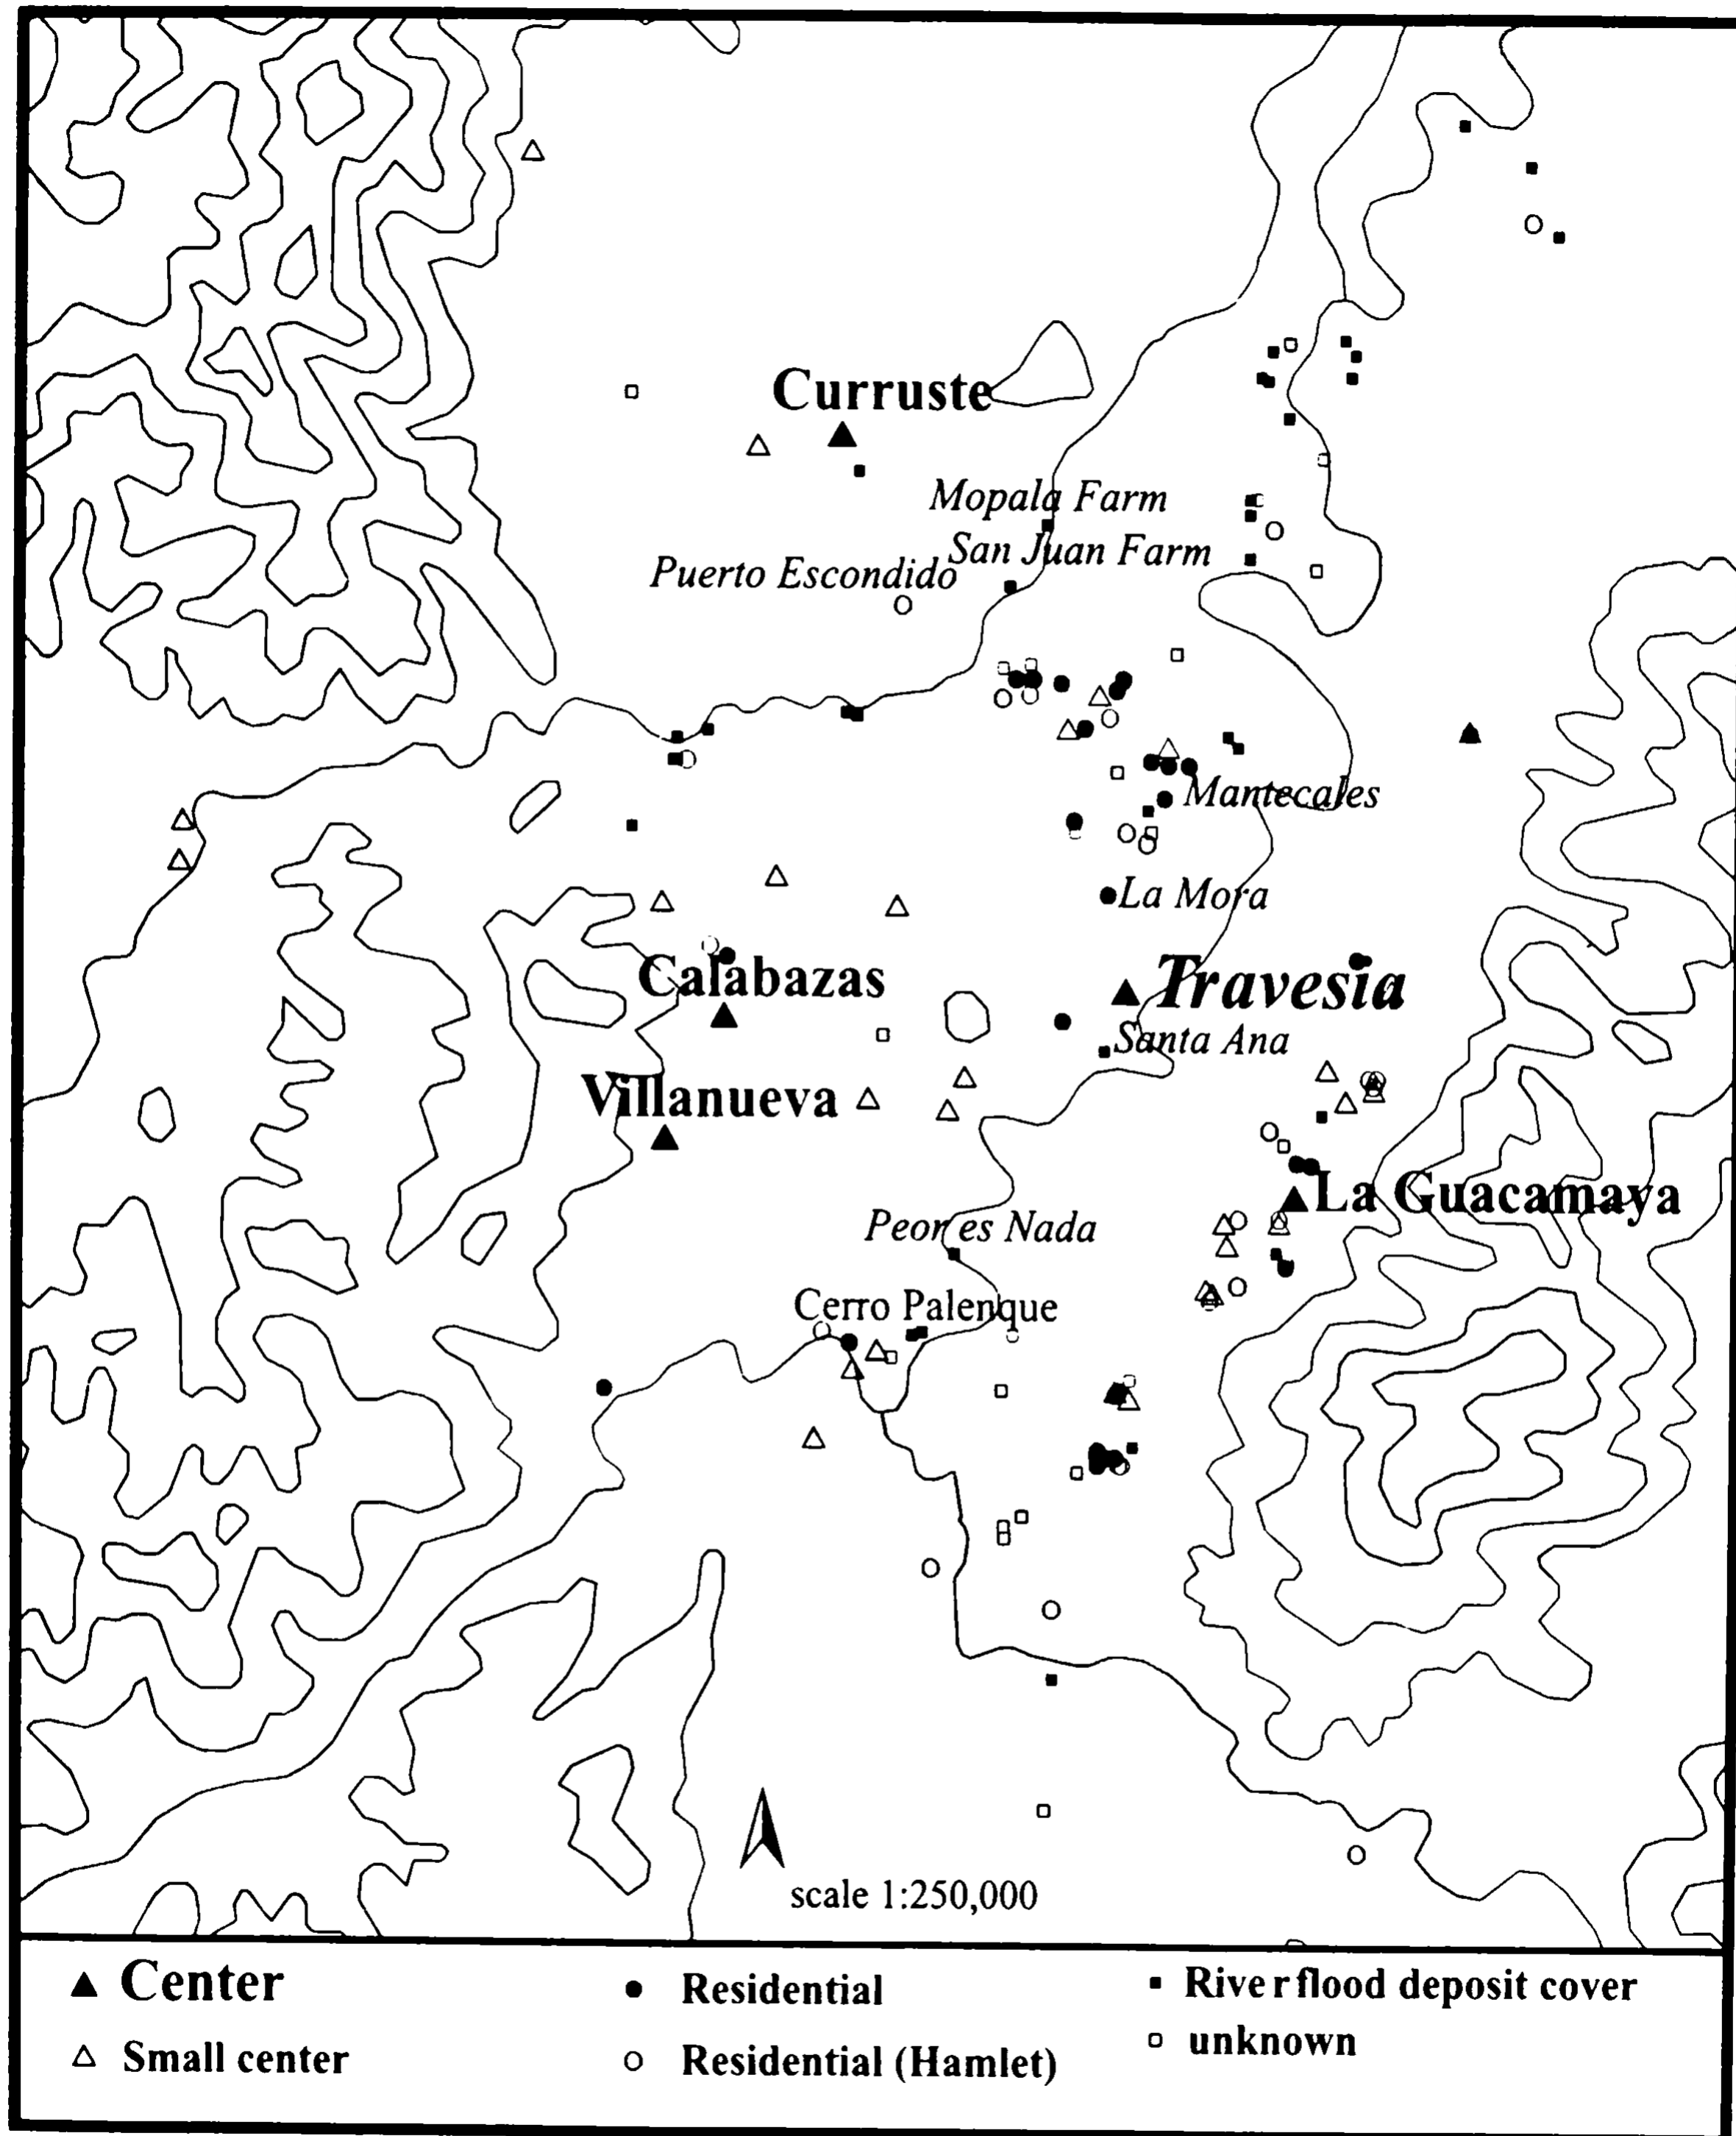 Curruste
Mopala Farm
San Juan Farm
Puerto Escondido
Mantecales
La Mora
Calabazas
Travesia
Santa Ana
Villanueva
La Guacamaya
Peor es Nada
Cerro Palenque
scale 1:250,000
Center
Residential
River flood deposit cover
Small center
Residential (Hamlet)
unknown